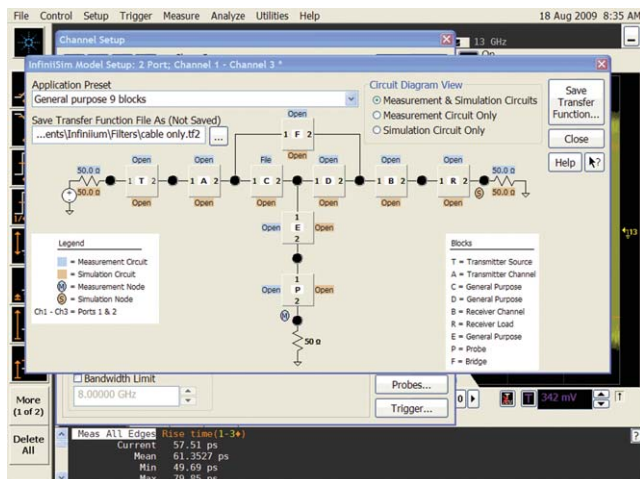 File Control Setup Trigger Measure Analyze Utilities Help 18 Aug 2009 8:35 AM
Channel Setup
13 GHz
On
InfiniiSim Model Setup: 2 Port; Channel 1 - Channel 3 *
Application Preset
General purpose 9 blocks
Save Transfer Function File As (Not Saved)
...ents\Infiniium\Filters\cable only.tf2 ...
Circuit Diagram View
Measurement & Simulation Circuits
Measurement Circuit Only
Simulation Circuit Only
Save Transfer Function...
Close
Help
Open
1 F 2
Open
50.0 Ω Open Open File Open Open Open 50.0 Ω
1 T 2 1 A 2 1 C 2 1 D 2 1 B 2 1 R 2
50.0 Ω Open Open Open Open Open Open S 50.0 Ω
1
Open E Open
2
1
Open P Open
2
M
50 Ω
Legend
= Measurement Circuit
= Simulation Circuit
M = Measurement Node
S = Simulation Node
Ch1 - Ch3 = Ports 1 & 2
Blocks
T = Transmitter Source
A = Transmitter Channel
C = General Purpose
D = General Purpose
B = Receiver Channel
R = Receiver Load
E = General Purpose
P = Probe
F = Bridge
Bandwidth Limit
8.00000 GHz
Probes...
Trigger...
0 T 342 mV
More
(1 of 2)
Delete
All
Meas All Edges Rise time(1-3♦)
Current 57.51 ps
Mean 61.3527 ps
Min 49.69 ps
Max 79.85 ps